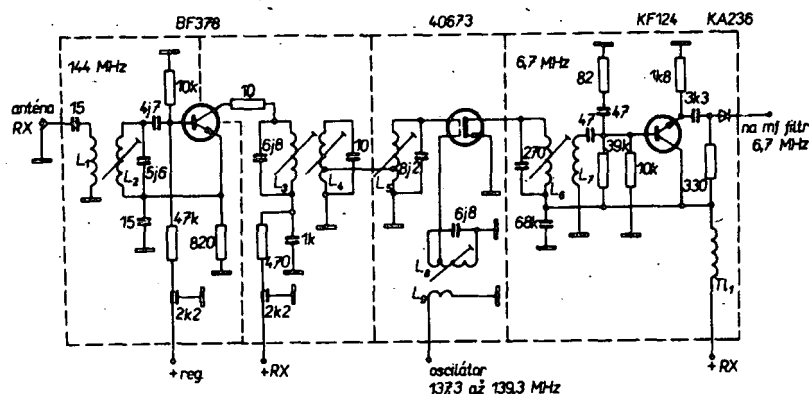 BF378
40673
KF124
KA236
144 MHz
6,7 MHz
anténa
RX
15
L1
L2
5j6
4j7
10k
15
47k
820
2k2
+ reg.
10
6j8
L3
L4
10
470
1k
2k2
+RX
L5
8j2
6j8
L8
L9
oscilátor
137,3 až 139,3 MHz
270
L6
68k
L7
82
47
47
39k
10k
1k8
3k3
330
Tl1
na mf filtr
6,7 MHz
+RX